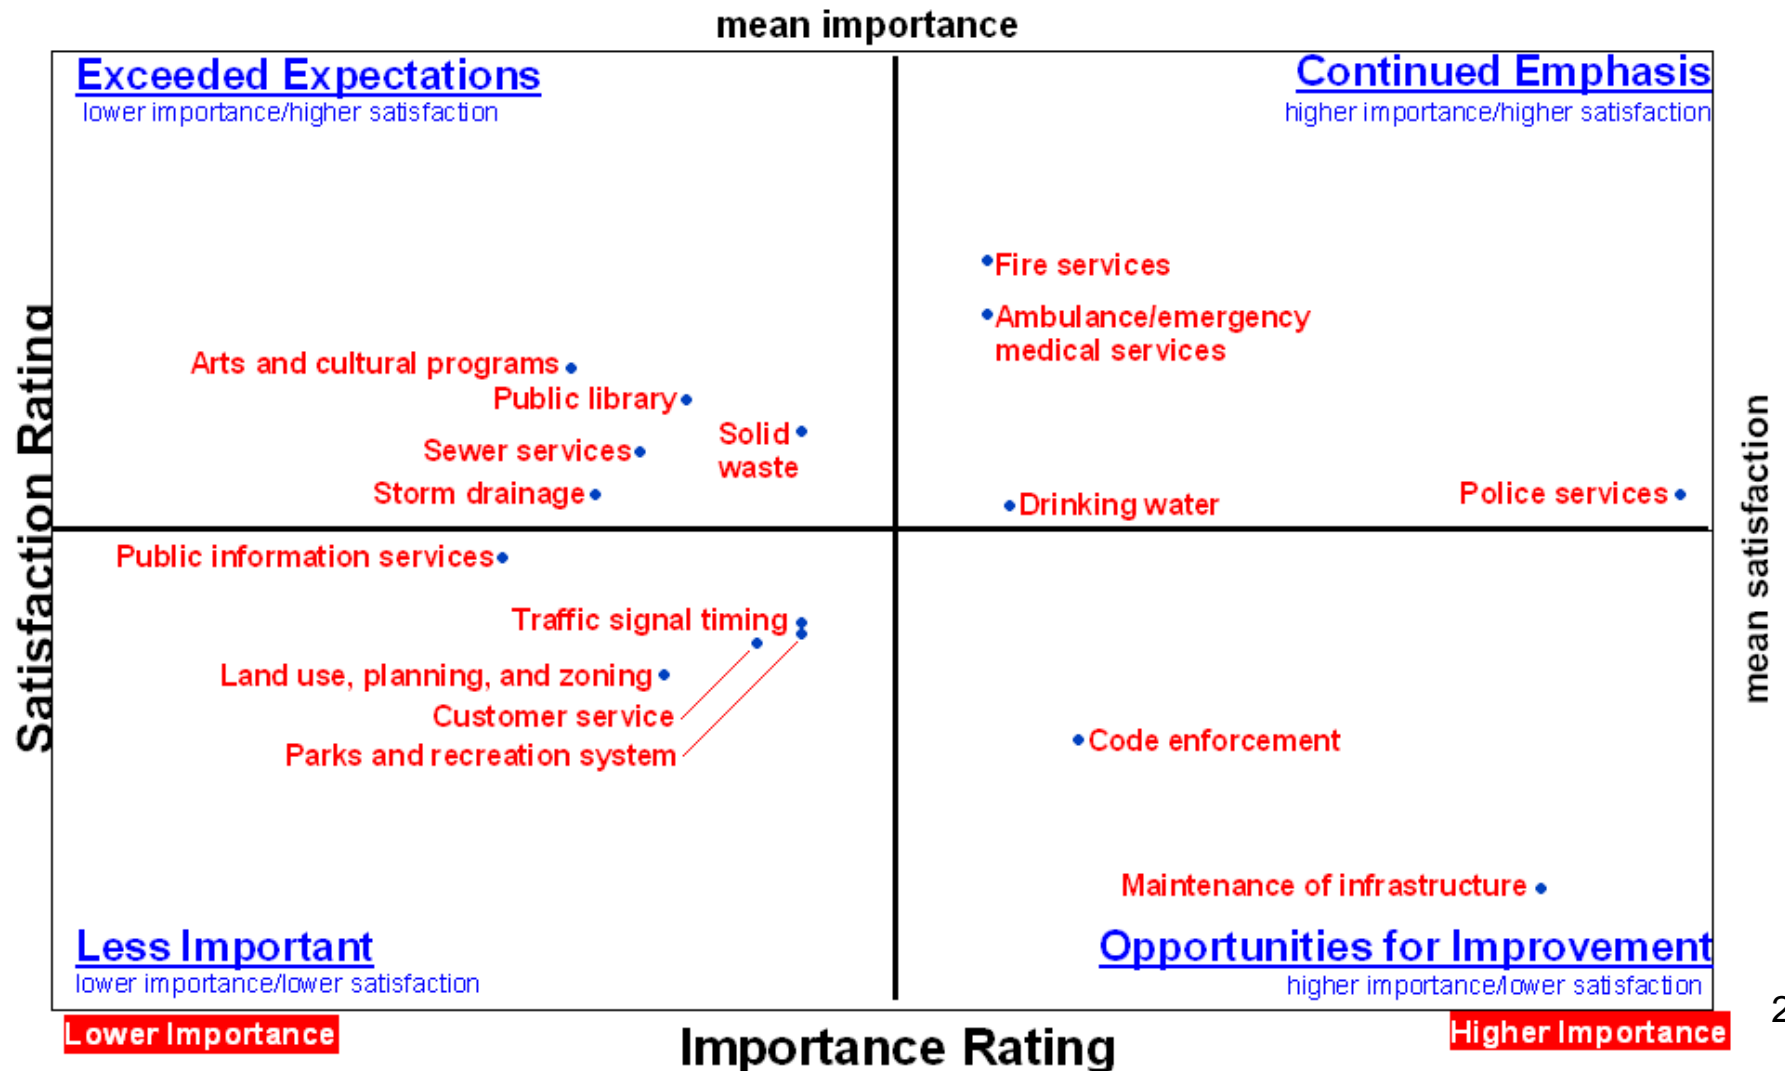 mean importance
Exceeded Expectations
lower importance/higher satisfaction
Continued Emphasis
higher importance/higher satisfaction
Fire services
Ambulance/emergency
medical services
Arts and cultural programs
Public library
Solid
waste
Sewer services
Storm drainage
Drinking water
Police services
Satisfaction Rating
mean satisfaction
Public information services
Traffic signal timing
Land use, planning, and zoning
Customer service
Parks and recreation system
Code enforcement
Maintenance of infrastructure
Less Important
lower importance/lower satisfaction
Opportunities for Improvement
higher importance/lower satisfaction
2
Lower Importance
Importance Rating
Higher Importance